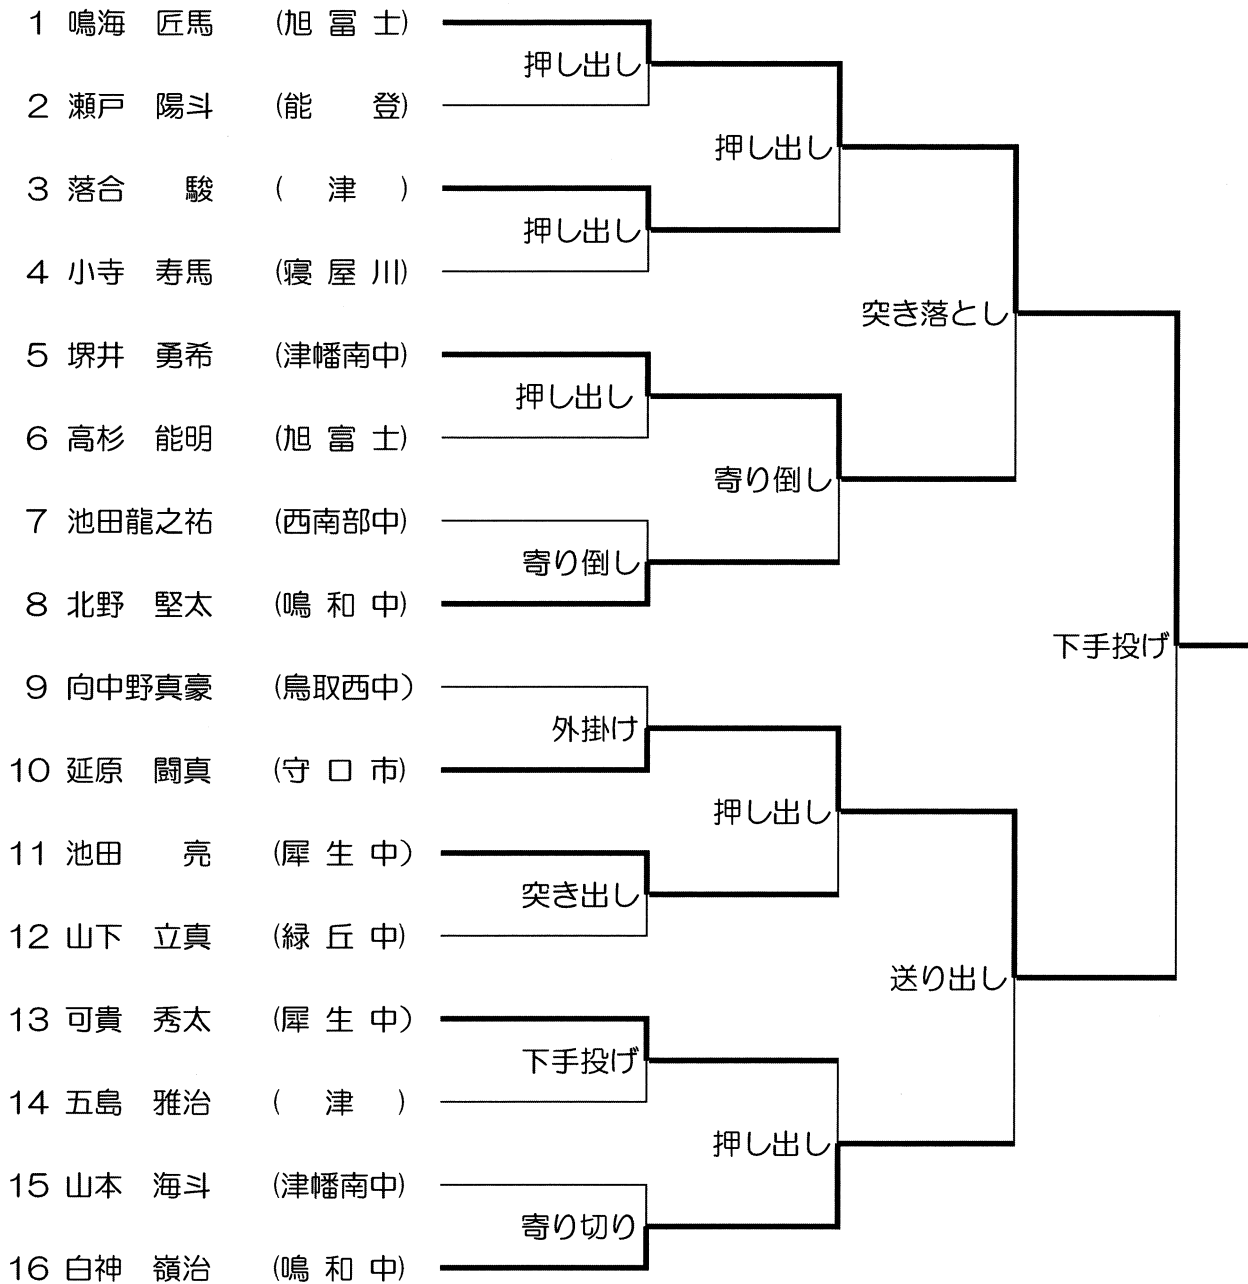 1 鳴海 匠馬 (旭 富 士)
押し出し
2 瀬戸 陽斗 (能 登)
押し出し
3 落合 駿 ( 津 )
押し出し
4 小寺 寿馬 (寝 屋 川)
突き落とし
5 堺井 勇希 (津幡南中)
押し出し
6 高杉 能明 (旭 富 士)
寄り倒し
7 池田龍之祐 (西南部中)
寄り倒し
8 北野 堅太 (鳴 和 中)
下手投げ
9 向中野真豪 (鳥取西中)
外掛け
10 延原 闘真 (守 口 市)
押し出し
11 池田 亮 (犀 生 中)
突き出し
12 山下 立真 (緑 丘 中)
送り出し
13 可貴 秀太 (犀 生 中)
下手投げ
14 五島 雅治 ( 津 )
押し出し
15 山本 海斗 (津幡南中)
寄り切り
16 白神 嶺治 (鳴 和 中)